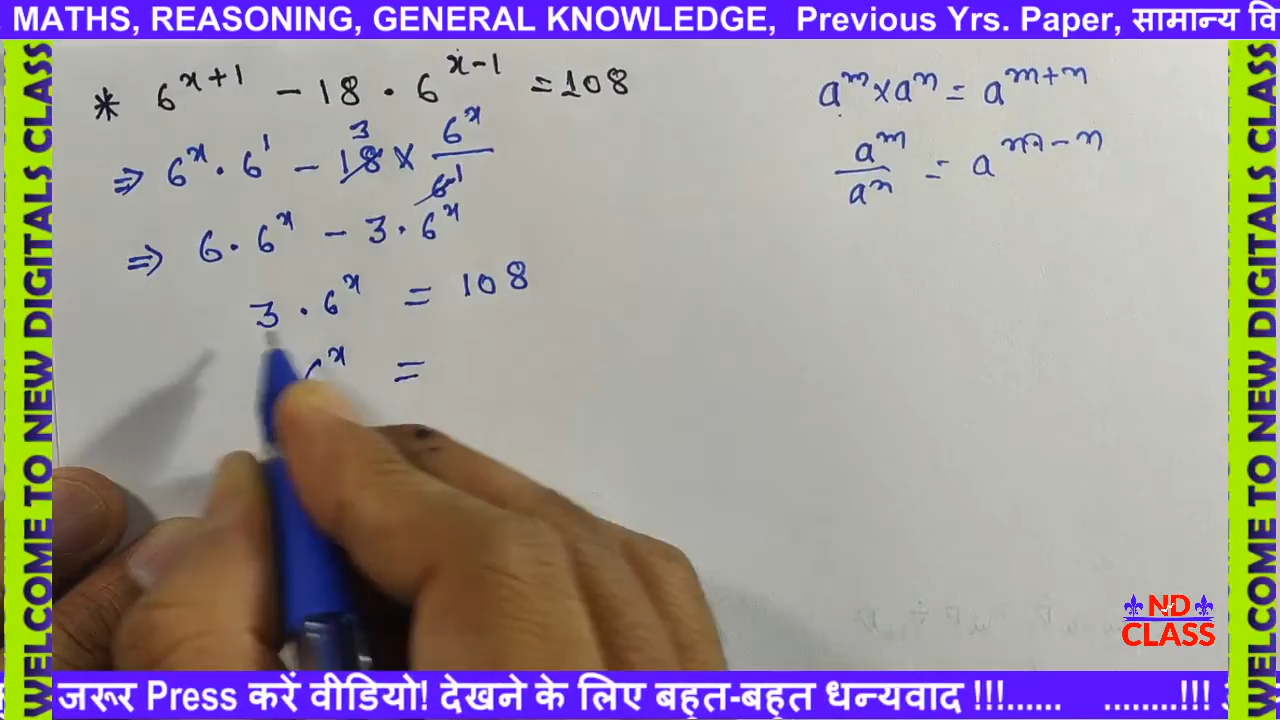 . MATHS, REASONING, GENERAL KNOWLEDGE, Previous Yrs. Paper, सामान्य वि
WELCOME TO NEW DIGITALS CLASS
* 6^{x+1} - 18 · 6^{x-1} = 108
⇒ 6^x · 6^1 - 18 3 × 6^x / 6 1
⇒ 6 · 6^x - 3 · 6^x
3 · 6^x = 108
6^x =
a^m × a^n = a^{m+n}
a^m / a^n = a^{m-n}
ND
CLASS
WELCOME TO NEW DIGITALS CLASS
जरूर Press करें वीडियो! देखने के लिए बहुत-बहुत धन्यवाद !!!...... ........!!!